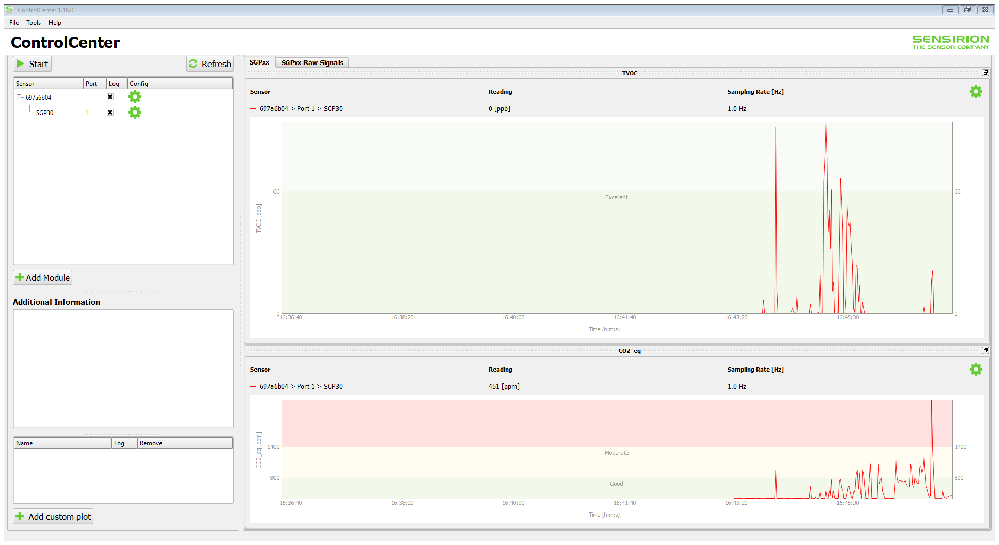 ControlCenter 1.16.0
File Tools Help
ControlCenter
SENSIRION
THE SENSOR COMPANY
Start
Refresh
Sensor Port Log Config
697a6b04
SGP30 1
Add Module
Additional Information
Name Log Remove
Add custom plot
SGPxx SGPxx Raw Signals
TVOC
Sensor Reading Sampling Rate [Hz]
697a6b04 > Port 1 > SGP30 0 [ppb] 1.0 Hz
66 66
Excellent
TVOC [ppb]
0 0
16:36:40 16:38:20 16:40:00 16:41:40 16:43:20 16:45:00
Time [h:m:s]
CO2_eq
Sensor Reading Sampling Rate [Hz]
697a6b04 > Port 1 > SGP30 451 [ppm] 1.0 Hz
CO2_eq [ppm]
1400 1400
Moderate
800 800
Good
16:36:40 16:38:20 16:40:00 16:41:40 16:43:20 16:45:00
Time [h:m:s]